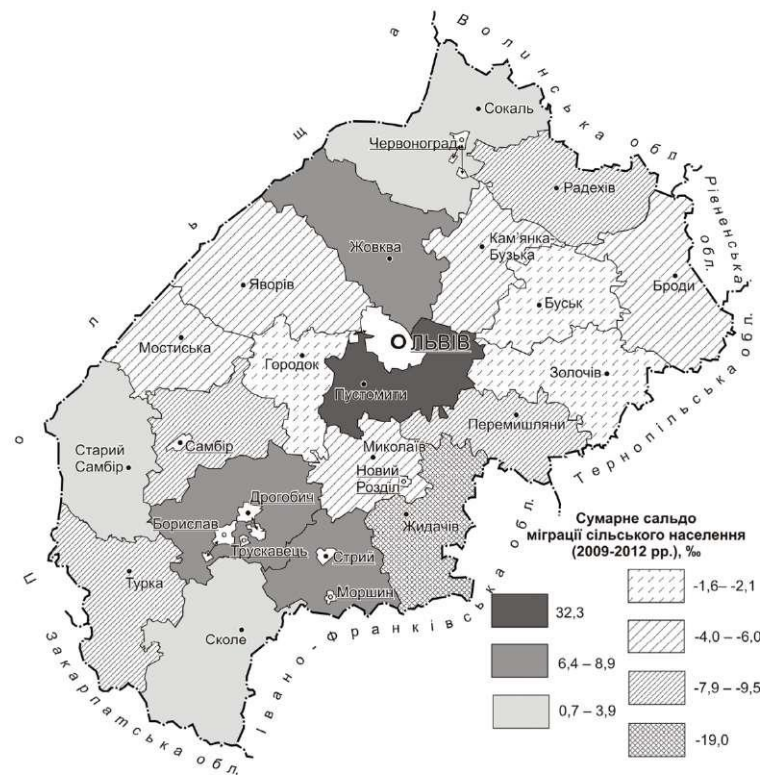 Волинська обл
Рівненська
обл.
Тернопільська обл.
Івано-Франківська обл.
Закарпатська обл.
Польща
Сокаль
Червоноград
Радехів
Жовква
Кам'янка-
Бузька
Яворів
Буськ
Броди
ЛЬВІВ
Мостиська
Городок
Золочів
Пустомити
Перемишляни
Самбір
Миколаїв
Старий
Самбір
Новий
Розділ
Дрогобич
Жидачів
Борислав
Трускавець
Стрий
Турка
Моршин
Сколе
Сумарне сальдо
міграції сільського населення
(2009-2012 рр.), ‰
32,3
6,4 – 8,9
0,7 – 3,9
-1,6– -2,1
-4,0 – -6,0
-7,9 – -9,5
-19,0